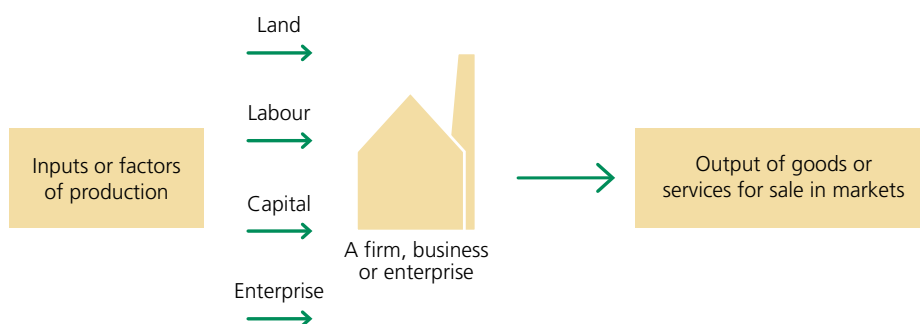 Inputs or factors
of production
Land
Labour
Capital
Enterprise
A firm, business
or enterprise
Output of goods or
services for sale in markets